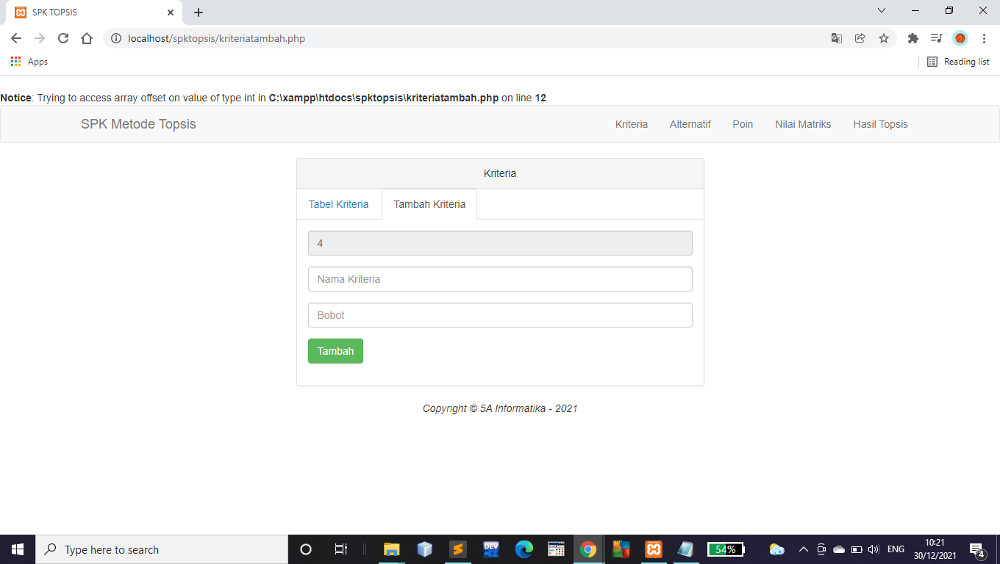 SPK TOPSIS
localhost/spktopsis/kriteriatambah.php
Apps
Reading list
Notice: Trying to access array offset on value of type int in C:\xampp\htdocs\spktopsis\kriteriatambah.php on line 12
SPK Metode Topsis Kriteria Alternatif Poin Nilai Matriks Hasil Topsis
Kriteria
Tabel Kriteria Tambah Kriteria
4
Nama Kriteria
Bobot
Tambah
Copyright © 5A Informatika - 2021
Type here to search
DEV
54%
ENG
10:21
30/12/2021
4